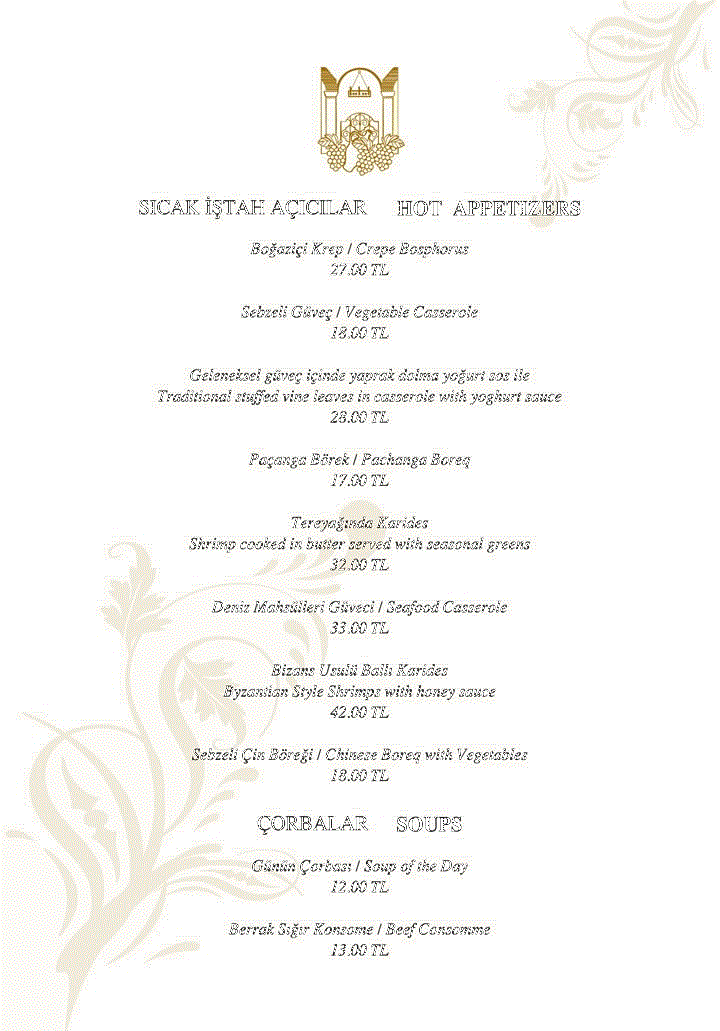 SICAK İŞTAH AÇICILAR HOT APPETIZERS
Boğaziçi Krep / Crepe Bosphorus
27.00 TL
Sebzeli Güveç / Vegetable Casserole
18.00 TL
Geleneksel güveç içinde yaprak dolma yoğurt sos ile
Traditional stuffed vine leaves in casserole with yoghurt sauce
28.00 TL
Paçanga Börek / Pachanga Boreq
17.00 TL
Tereyağında Karides
Shrimp cooked in butter served with seasonal greens
32.00 TL
Deniz Mahsülleri Güveci / Seafood Casserole
33.00 TL
Bizans Usulü Ballı Karides
Byzantian Style Shrimps with honey sauce
42.00 TL
Sebzeli Çin Böreği / Chinese Boreq with Vegetables
18.00 TL
ÇORBALAR SOUPS
Günün Çorbası / Soup of the Day
12.00 TL
Berrak Sığır Konsome / Beef Consomme
13.00 TL